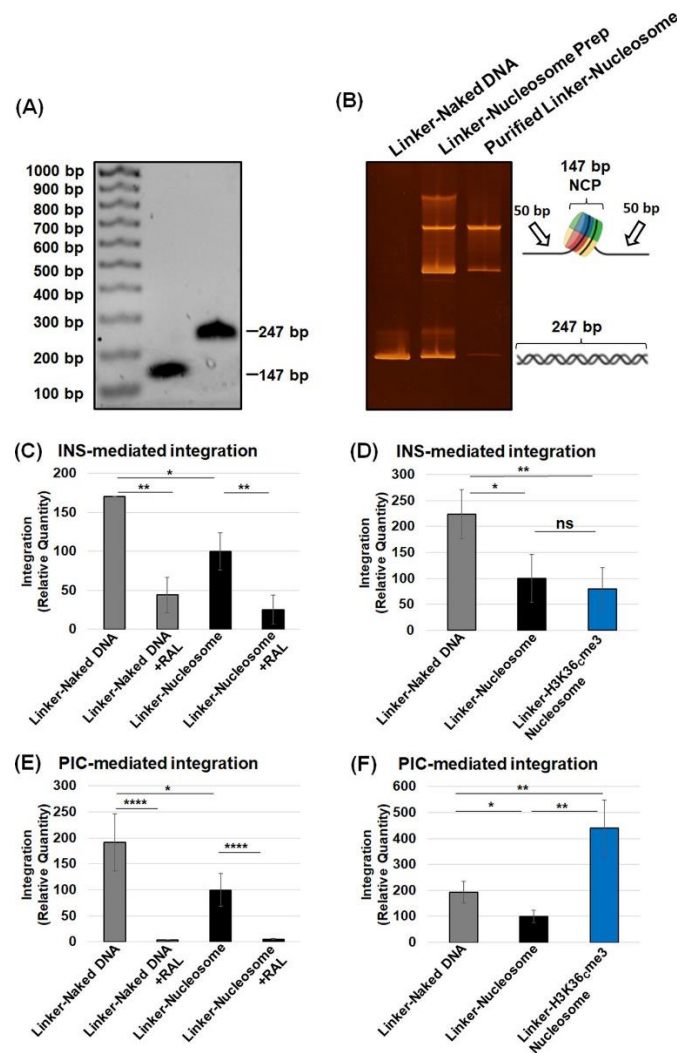 (A)
1000 bp
900 bp
800 bp
700 bp
600 bp
500 bp
400 bp
300 bp
200 bp
100 bp
247 bp
147 bp
(B)
Linker-Naked DNA
Linker-Nucleosome Prep
Purified Linker-Nucleosome
147 bp
NCP
50 bp
50 bp
247 bp
(C) INS-mediated integration
Integration
(Relative Quantity)
200
150
100
50
0
*
**
**
Linker-Naked DNA
Linker-Naked DNA
+RAL
Linker-Nucleosome
Linker-Nucleosome
+RAL
(D) INS-mediated integration
Integration
(Relative Quantity)
300
250
200
150
100
50
0
**
*
ns
Linker-Naked DNA
Linker-Nucleosome
Linker-H3K36cme3
Nucleosome
(E) PIC-mediated integration
Integration
(Relative Quantity)
300
250
200
150
100
50
0
*
****
****
Linker-Naked DNA
Linker-Naked DNA
+RAL
Linker-Nucleosome
Linker-Nucleosome
+RAL
(F) PIC-mediated integration
Integration
(Relative Quantity)
600
500
400
300
200
100
0
**
*
**
Linker-Naked DNA
Linker-Nucleosome
Linker-H3K36cme3
Nucleosome